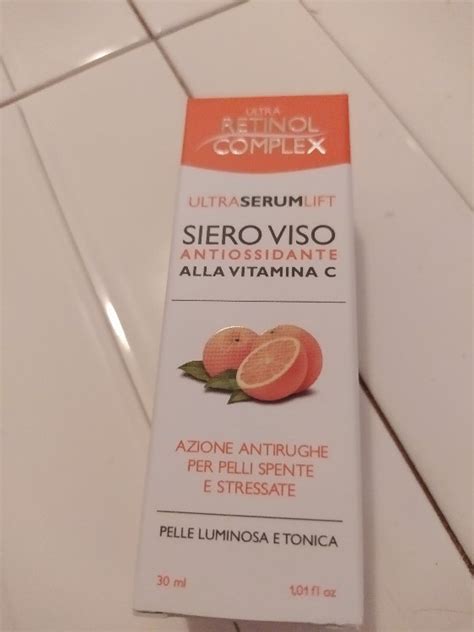 ULTRA
RETINOL
COMPLEX
ULTRASERUMLIFT
SIERO VISO
ANTIOSSIDANTE
ALLA VITAMINA C
AZIONE ANTIRUGHE
PER PELLI SPENTE
E STRESSATE
PELLE LUMINOSA E TONICA
30 ml 1,01 fl oz